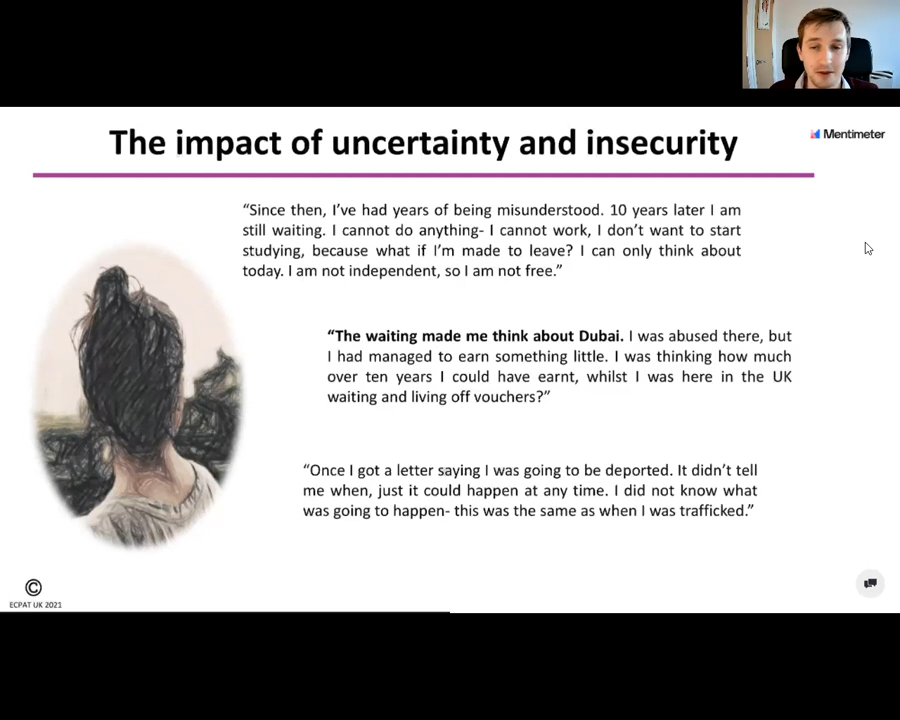 The impact of uncertainty and insecurity
Mentimeter
“Since then, I’ve had years of being misunderstood. 10 years later I am
still waiting. I cannot do anything- I cannot work, I don’t want to start
studying, because what if I’m made to leave? I can only think about
today. I am not independent, so I am not free.”
“The waiting made me think about Dubai. I was abused there, but
I had managed to earn something little. I was thinking how much
over ten years I could have earnt, whilst I was here in the UK
waiting and living off vouchers?”
“Once I got a letter saying I was going to be deported. It didn’t tell
me when, just it could happen at any time. I did not know what
was going to happen- this was the same as when I was trafficked.”
©
ECPAT UK 2021